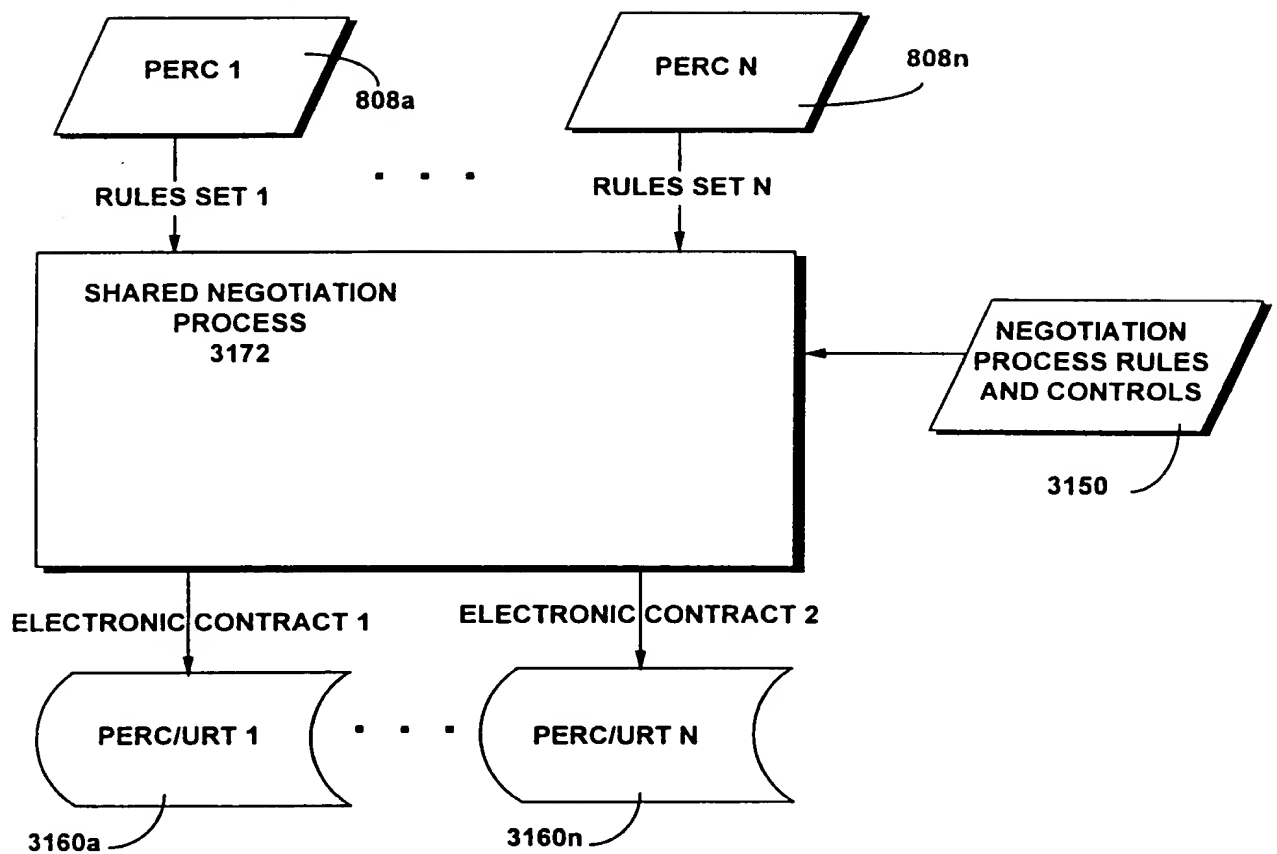 PERC 1
808a
PERC N
808n
RULES SET 1
RULES SET N
SHARED NEGOTIATION
PROCESS
3172
NEGOTIATION
PROCESS RULES
AND CONTROLS
3150
ELECTRONIC CONTRACT 1
ELECTRONIC CONTRACT 2
PERC/URT 1
PERC/URT N
3160a
3160n